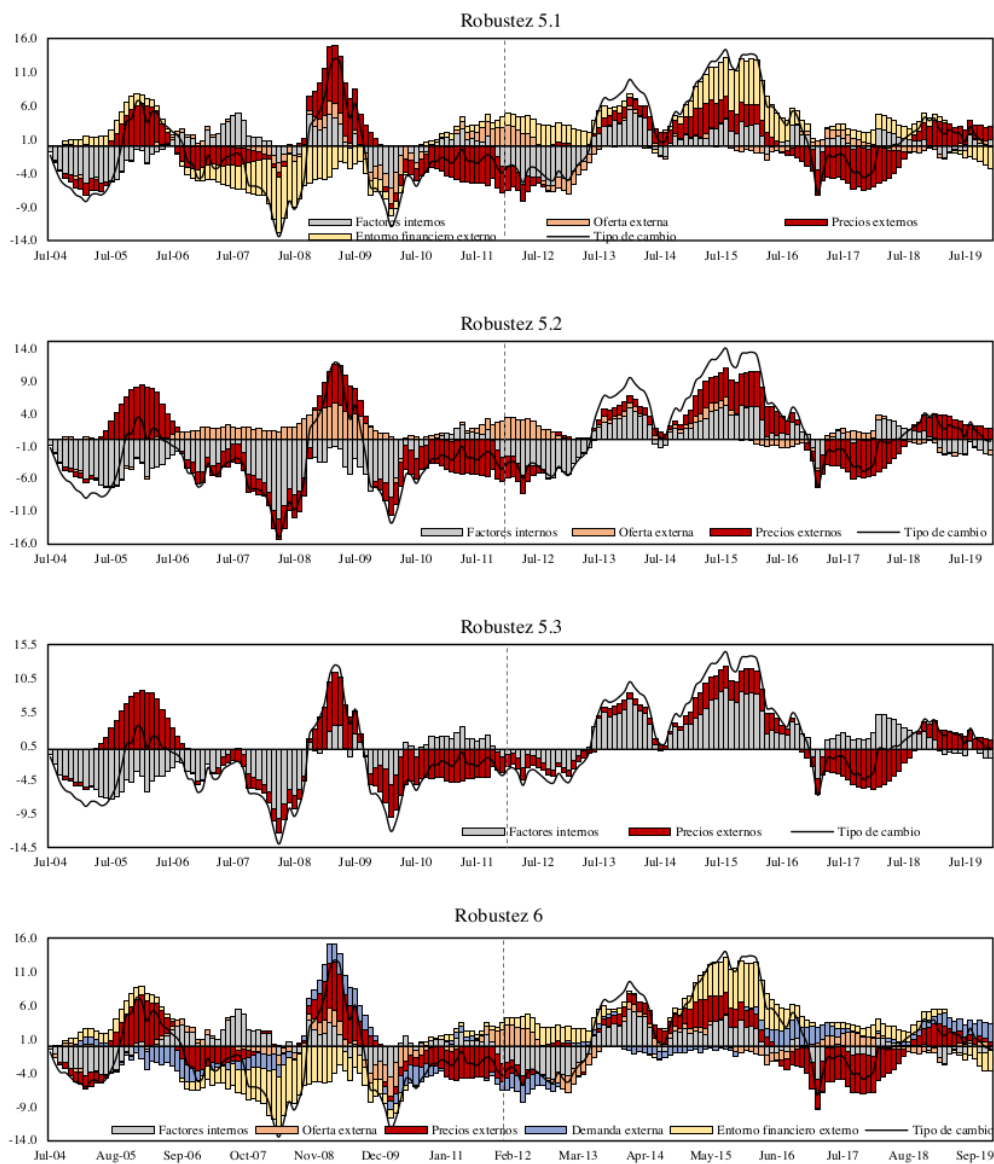 Robustez 5.1
16.0
11.0
6.0
1.0
-4.0
-9.0
-14.0
Factores internos Oferta externa Precios externos
Entorno financiero externo Tipo de cambio
Jul-04 Jul-05 Jul-06 Jul-07 Jul-08 Jul-09 Jul-10 Jul-11 Jul-12 Jul-13 Jul-14 Jul-15 Jul-16 Jul-17 Jul-18 Jul-19
Robustez 5.2
14.0
9.0
4.0
-1.0
-6.0
-11.0
-16.0
Factores internos Oferta externa Precios externos Tipo de cambio
Jul-04 Jul-05 Aug-06 Jul-07 Jul-08 Jul-09 Jul-10 Jul-11 Jul-12 Jul-13 Jul-14 Jul-15 Jul-16 Jul-17 Aug-18 Jul-19
Robustez 5.3
15.5
10.5
5.5
0.5
-4.5
-9.5
-14.5
Factores internos Precios externos Tipo de cambio
Jul-04 Jul-05 Jul-06 Jul-07 Jul-08 Jul-09 Jul-10 Jul-11 Jul-12 Jul-13 Jul-14 Jul-15 Jul-16 Jul-17 Aug-18 Jul-19
Robustez 6
16.0
11.0
6.0
1.0
-4.0
-9.0
-14.0
Factores internos Oferta externa Precios externos Demanda externa Entorno financiero externo Tipo de cambio
Jul-04 Aug-05 Sep-06 Oct-07 Nov-08 Dec-09 Jan-11 Feb-12 Mar-13 Apr-14 May-15 Jun-16 Jul-17 Aug-18 Sep-19